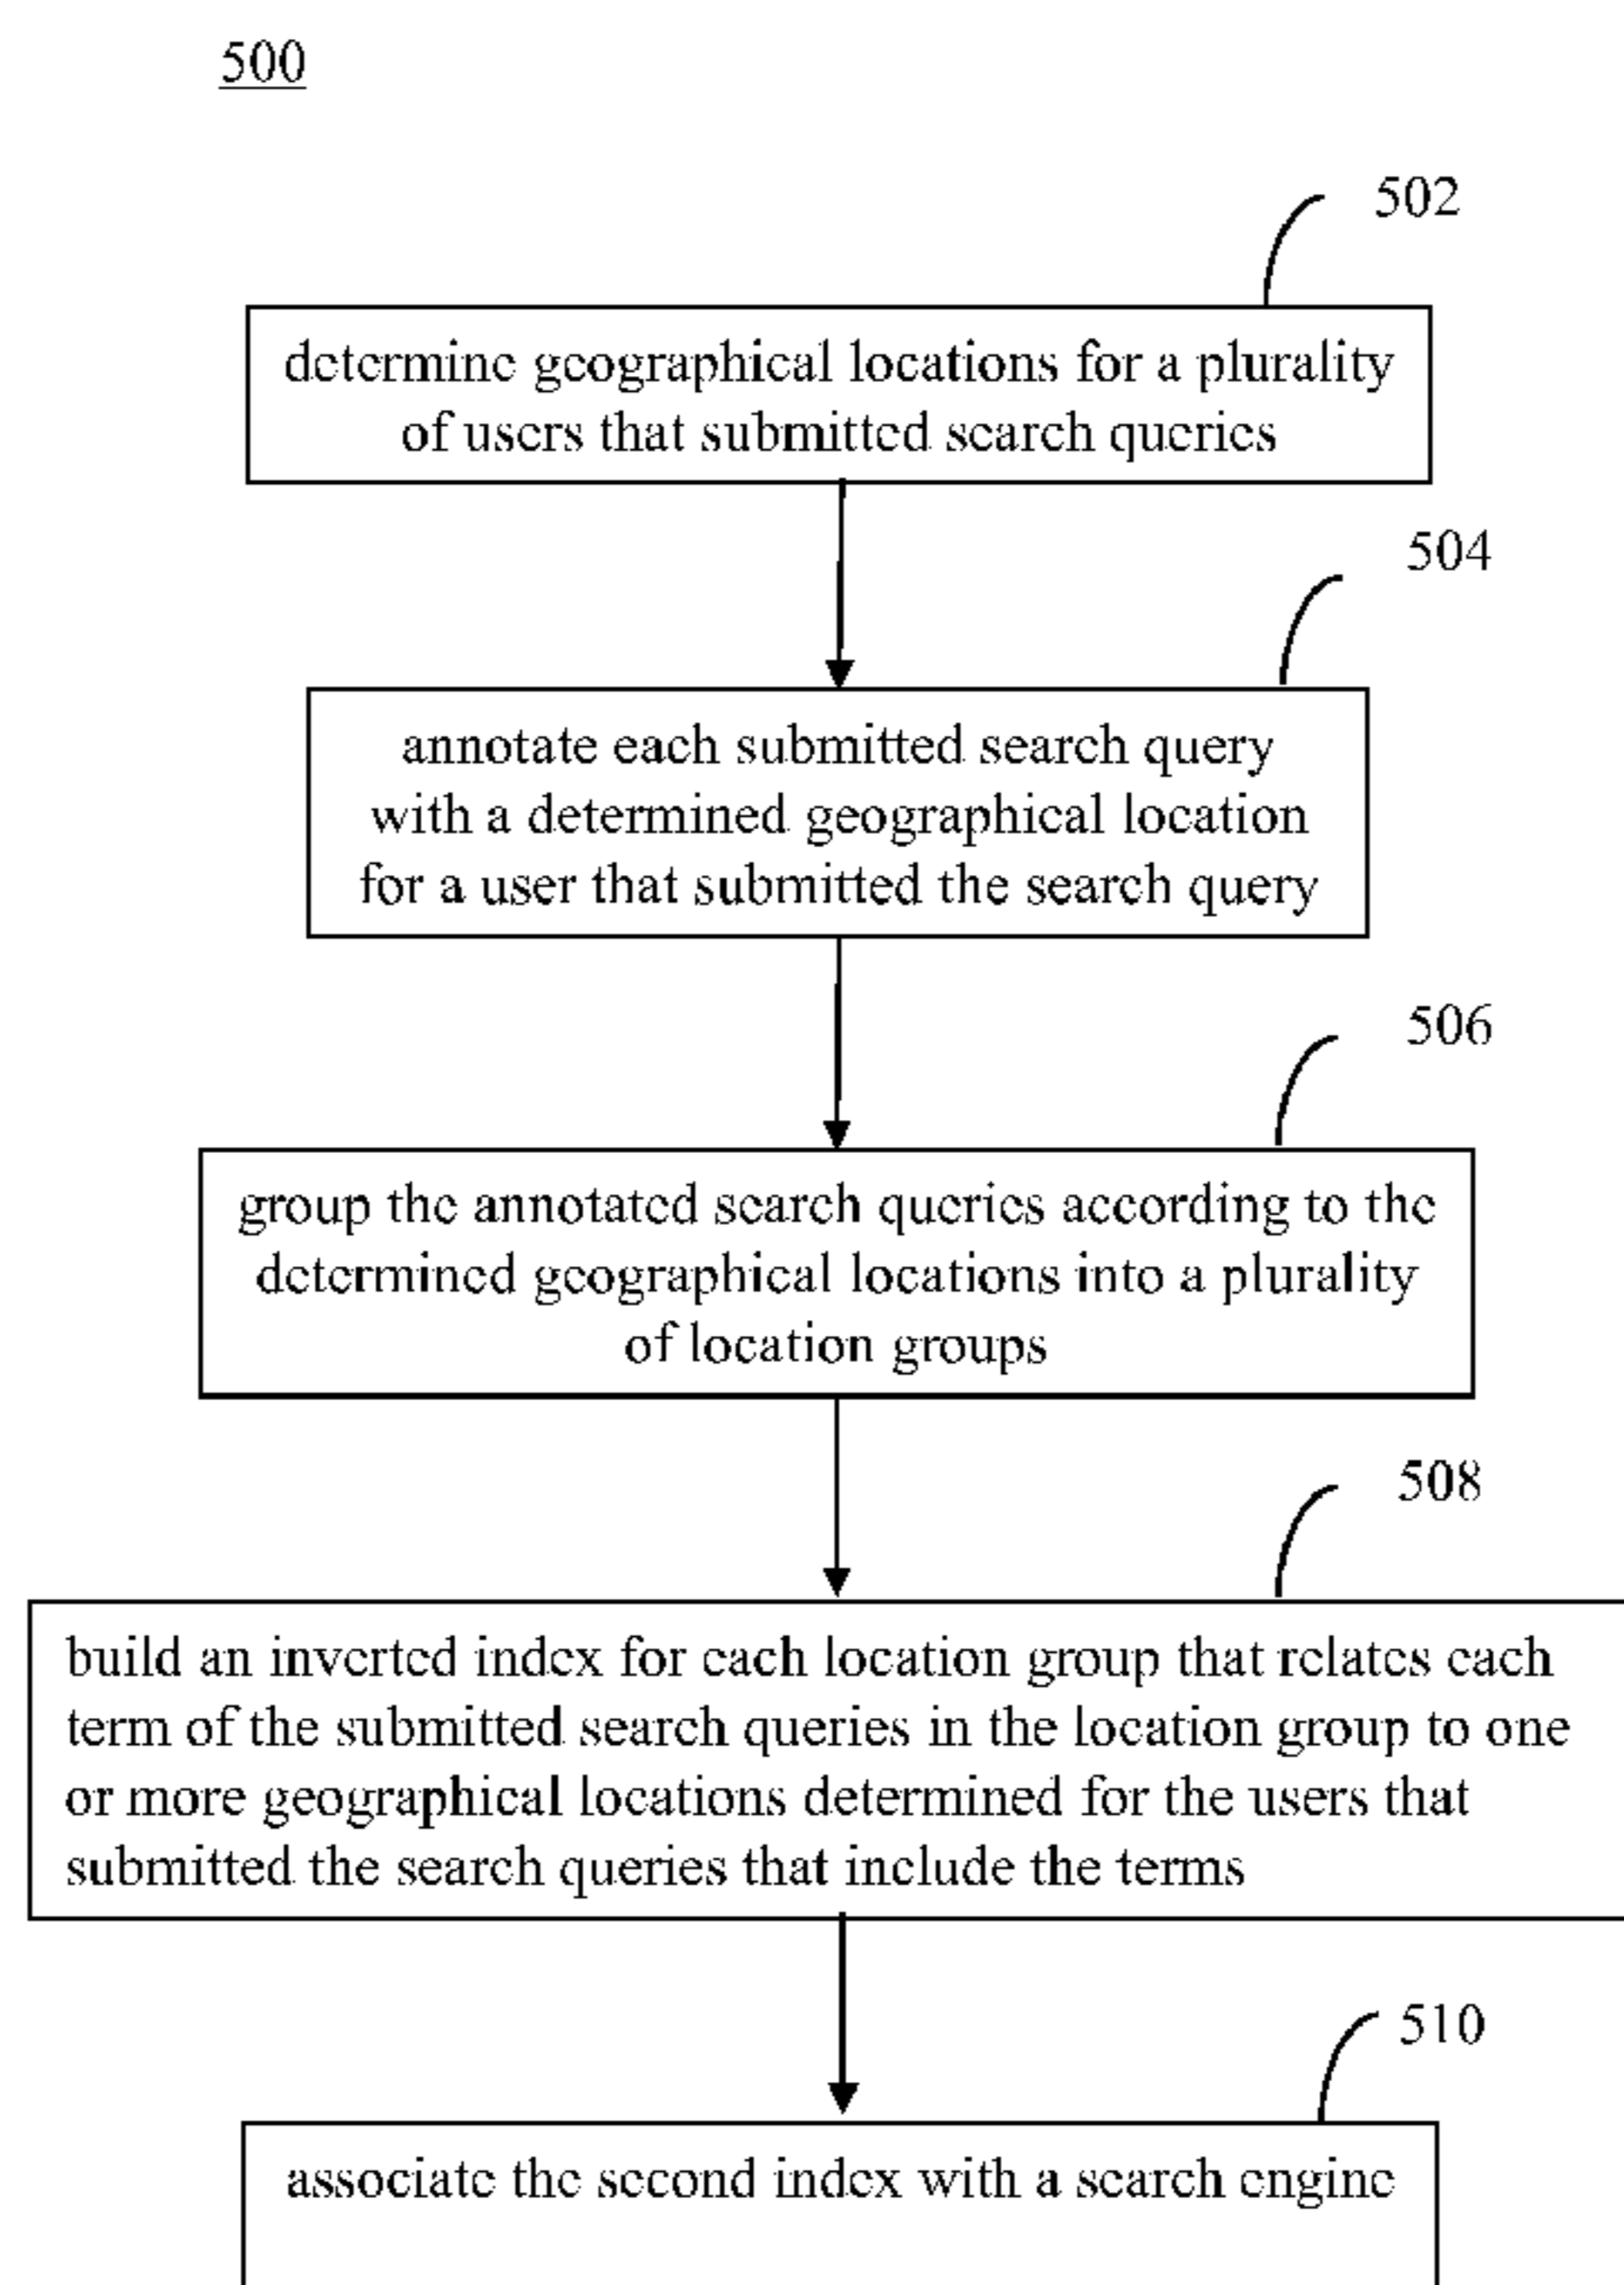 500
502
determine geographical locations for a plurality
of users that submitted search queries
504
annotate each submitted search query
with a determined geographical location
for a user that submitted the search query
506
group the annotated search queries according to the
determined geographical locations into a plurality
of location groups
508
build an inverted index for each location group that relates each
term of the submitted search queries in the location group to one
or more geographical locations determined for the users that
submitted the search queries that include the terms
510
associate the second index with a search engine